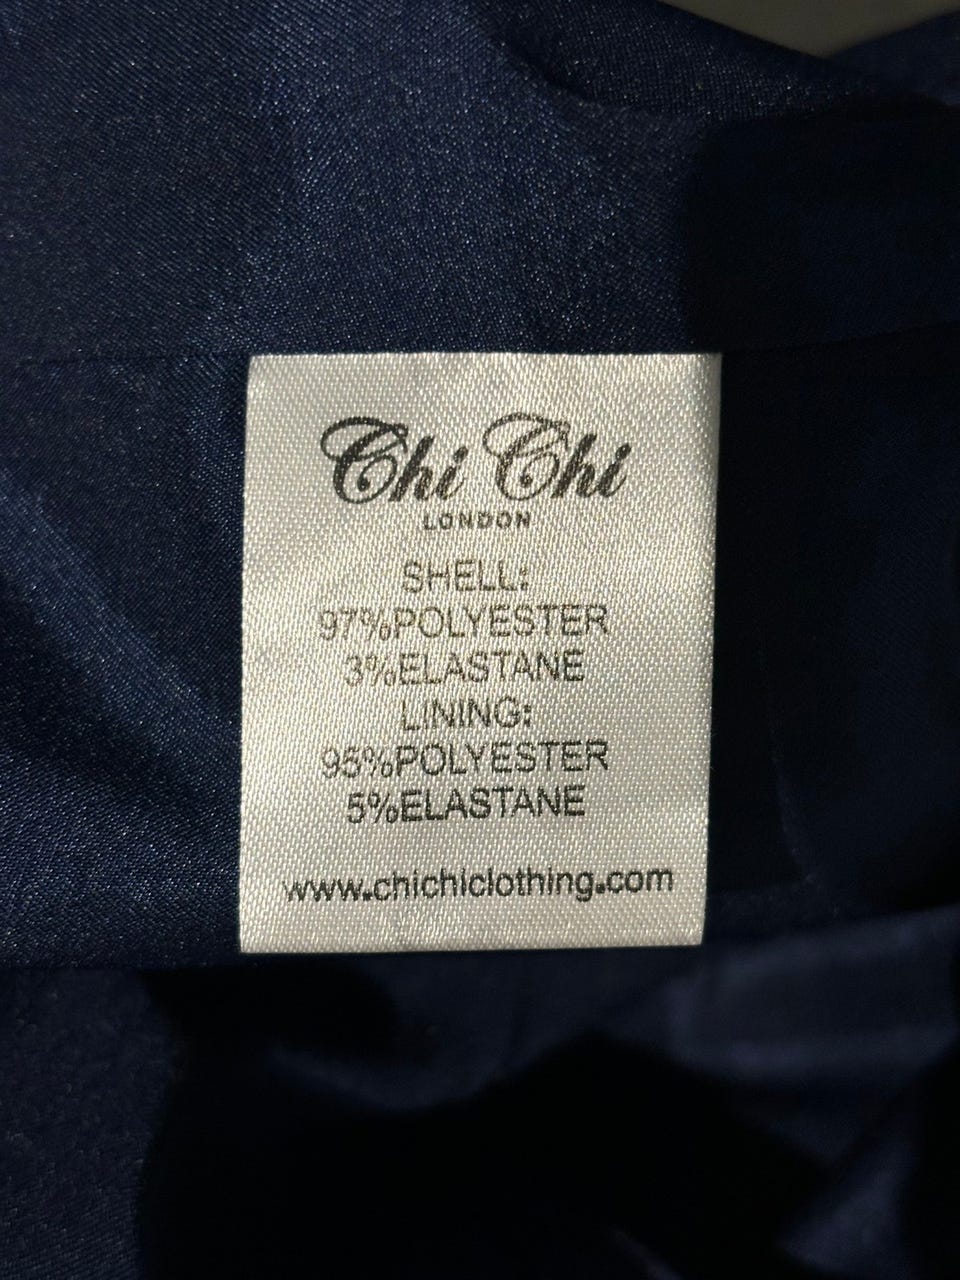 Chi Chi
LONDON
SHELL:
97%POLYESTER
3%ELASTANE
LINING:
95%POLYESTER
5%ELASTANE
www.chichiclothing.com